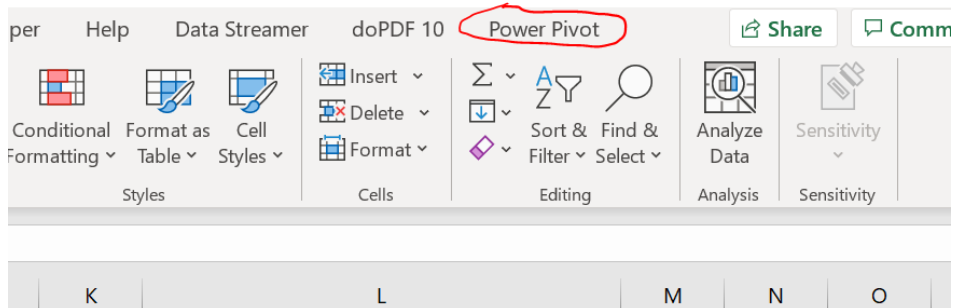 per Help Data Streamer doPDF 10 Power Pivot Share Comm
Insert
Delete
Format
Conditional Formatting
Format as Table
Cell Styles
Sort & Filter
Find & Select
Analyze Data
Sensitivity
Styles Cells Editing Analysis Sensitivity
K L M N O